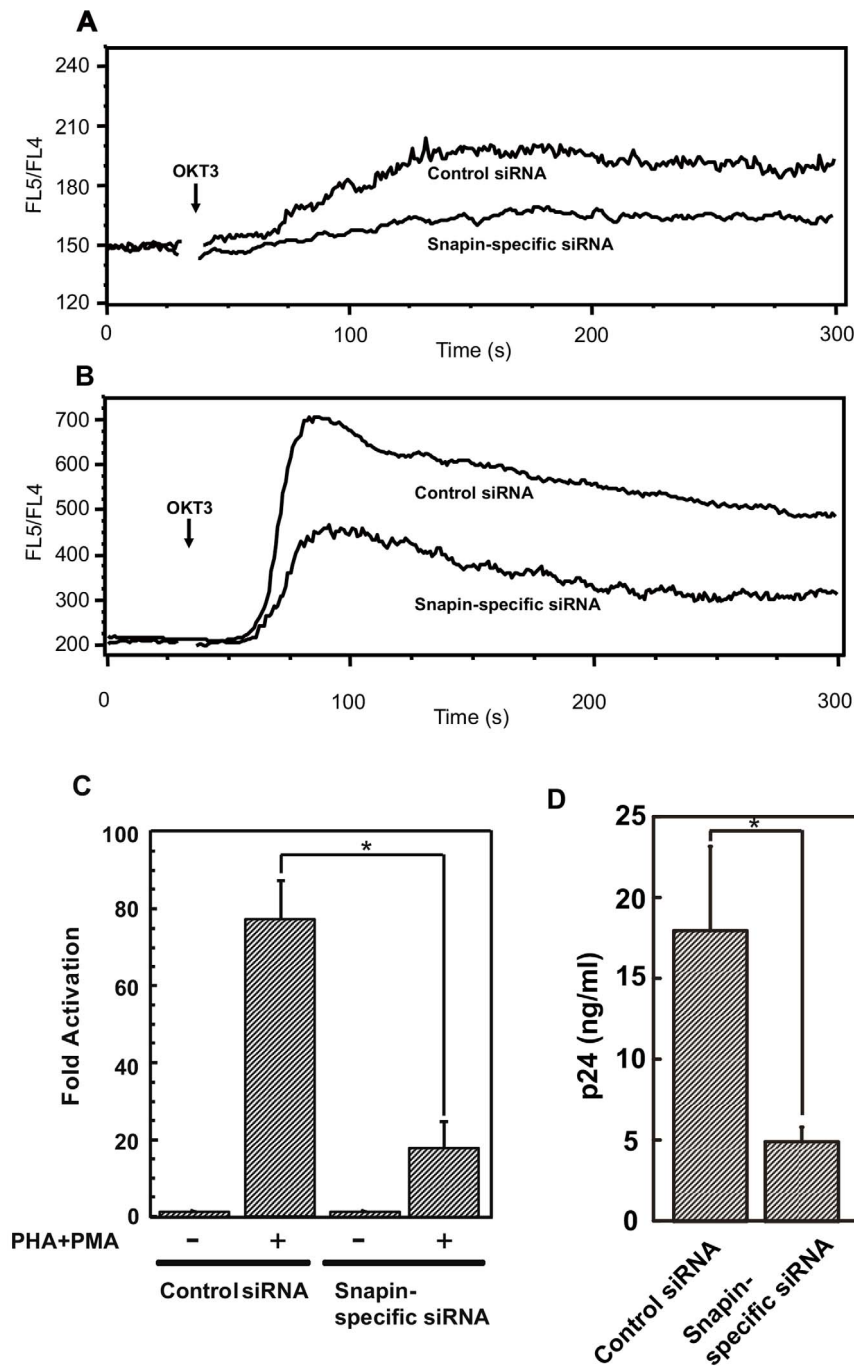 A
240
210
180
150
120
FL5/FL4
OKT3
Control siRNA
Snapin-specific siRNA
0 100 200 300
Time (s)
B
700
600
500
400
300
200
FL5/FL4
OKT3
Control siRNA
Snapin-specific siRNA
0 100 200 300
Time (s)
C
100
80
60
40
20
0
Fold Activation
*
PHA+PMA - + - +
Control siRNA
Snapin-
specific siRNA
D
25
20
15
10
5
0
p24 (ng/ml)
*
Control siRNA
Snapin-
specific siRNA